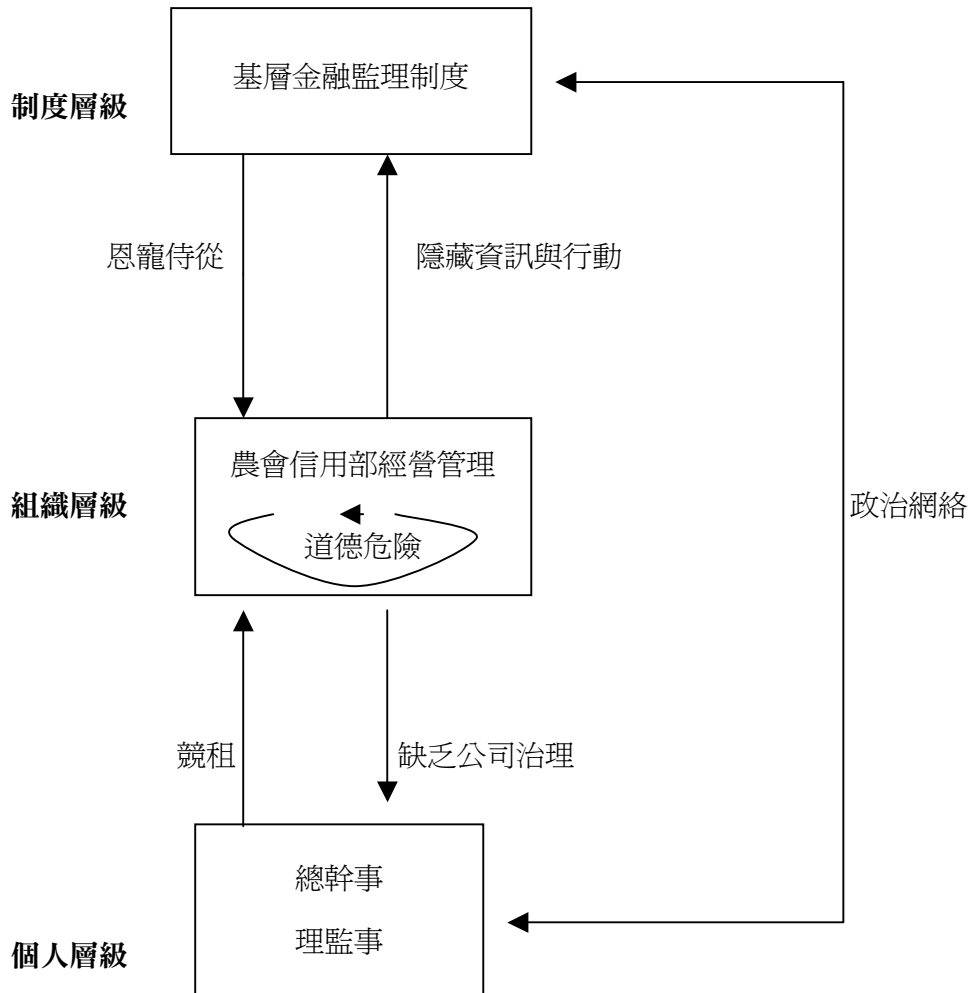 基層金融監理制度
制度層級
恩寵侍從
隱藏資訊與行動
農會信用部經營管理
組織層級
政治網絡
道德危險
競租
缺乏公司治理
總幹事
理監事
個人層級